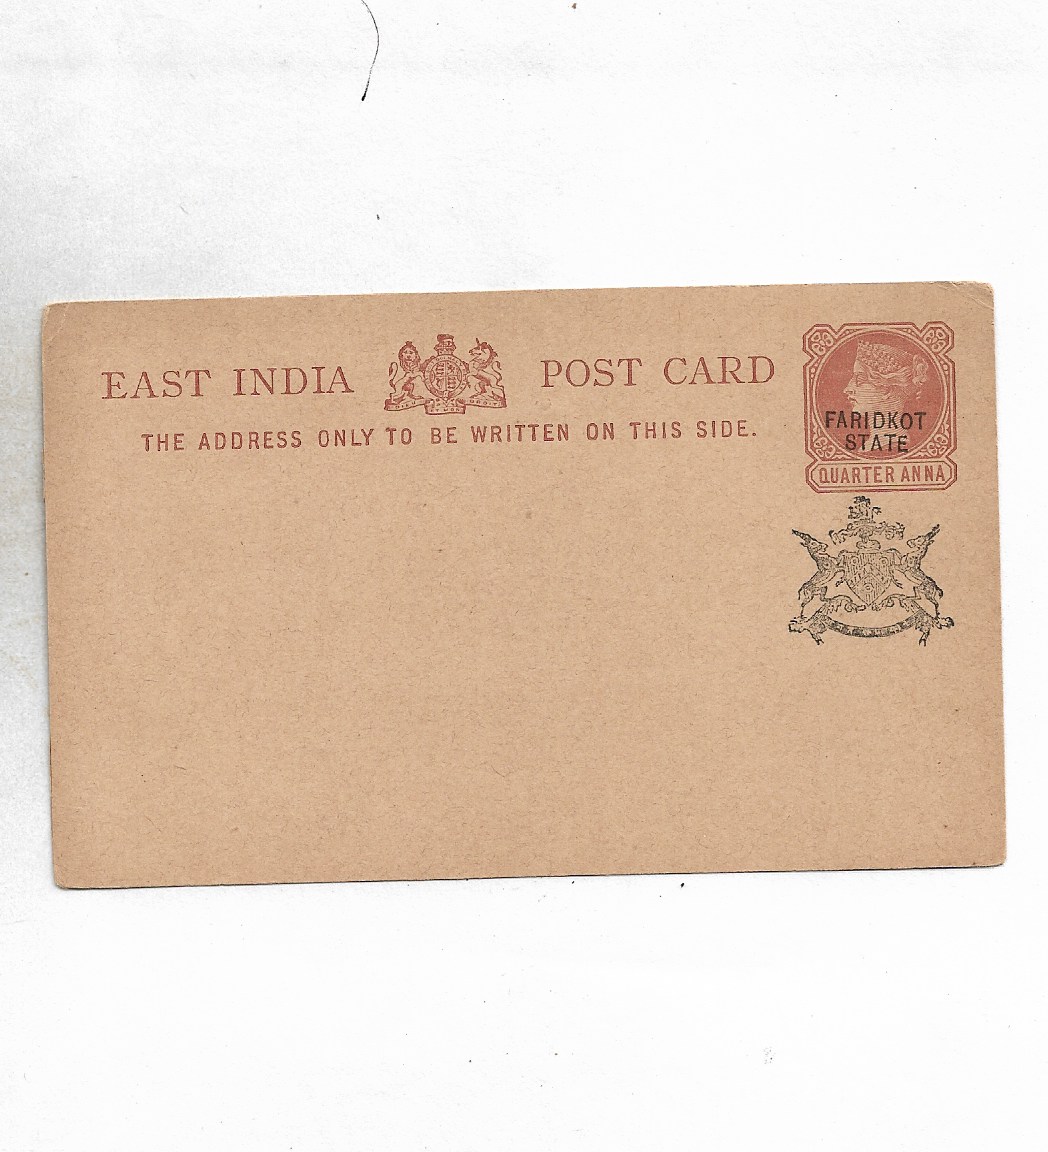 EAST INDIA POST CARD
THE ADDRESS ONLY TO BE WRITTEN ON THIS SIDE.
FARIDKOT
STATE
QUARTER ANNA